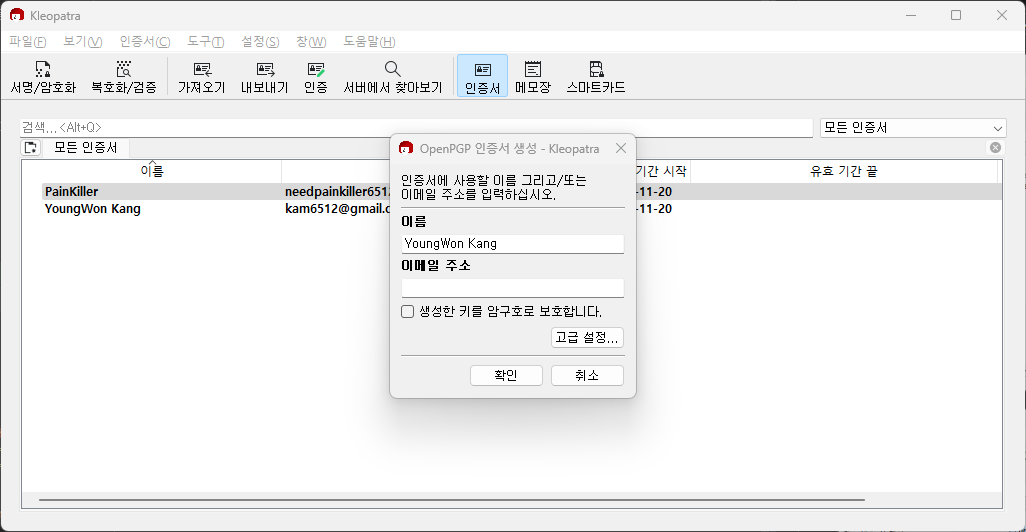 Kleopatra
파일(F) 보기(V) 인증서(C) 도구(T) 설정(S) 창(W) 도움말(H)
서명/암호화 복호화/검증 가져오기 내보내기 인증 서버에서 찾아보기 인증서 메모장 스마트카드
검색...<Alt+Q> 모든 인증서
모든 인증서
이름 기간 시작 유효 기간 끝
PainKiller needpainkiller651 -11-20
YoungWon Kang kam6512@gmail.c -11-20
OpenPGP 인증서 생성 - Kleopatra
인증서에 사용할 이름 그리고/또는
이메일 주소를 입력하십시오.
이름
YoungWon Kang
이메일 주소
생성한 키를 암구호로 보호합니다.
고급 설정...
확인 취소